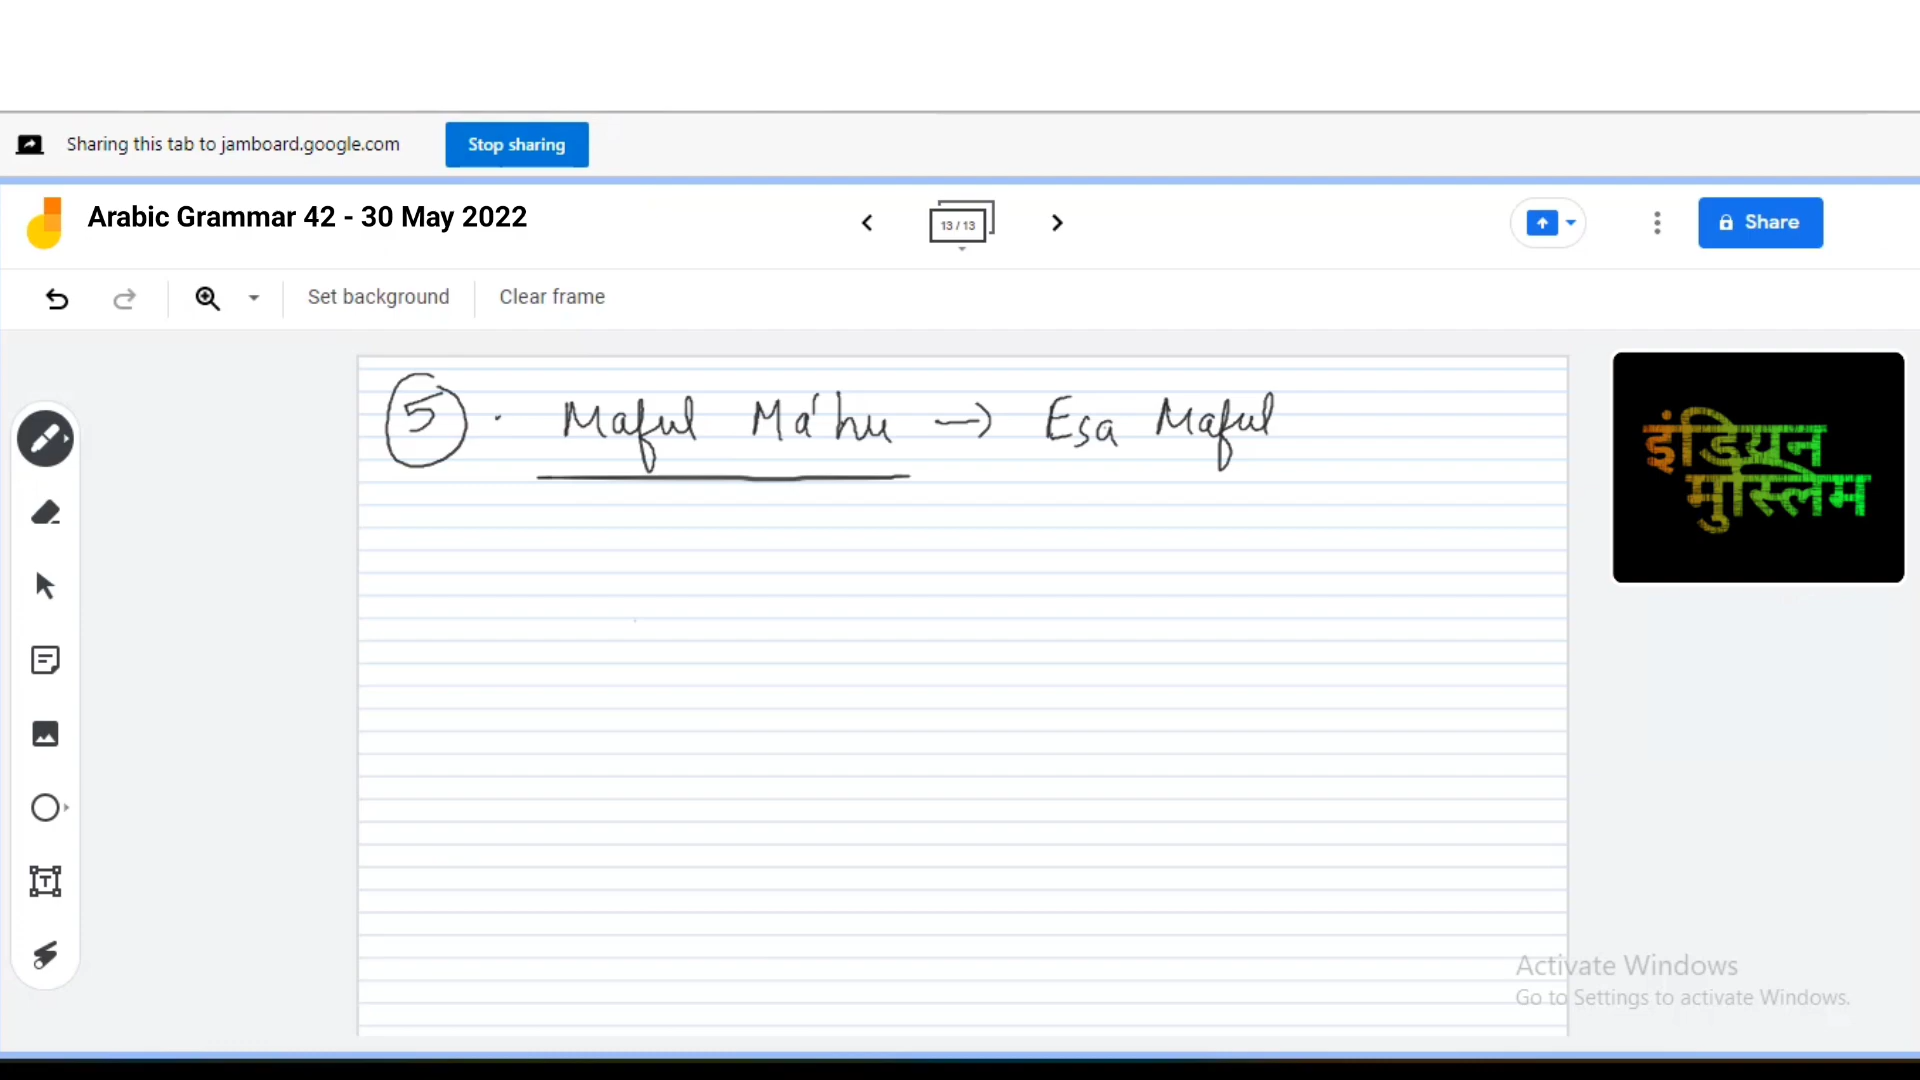 Sharing this tab to jamboard.google.com Stop sharing
Arabic Grammar 42 - 30 May 2022
13 / 13
Share
Set background Clear frame
5 . Maful Ma'hu → Esa Maful
इंडियन
मुस्लिम
T
Activate Windows
Go to Settings to activate Windows.